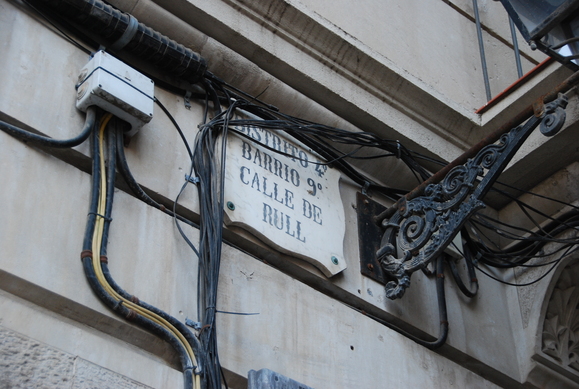 DISTRITO 4º
BARRIO 9º
CALLE DE
RULL